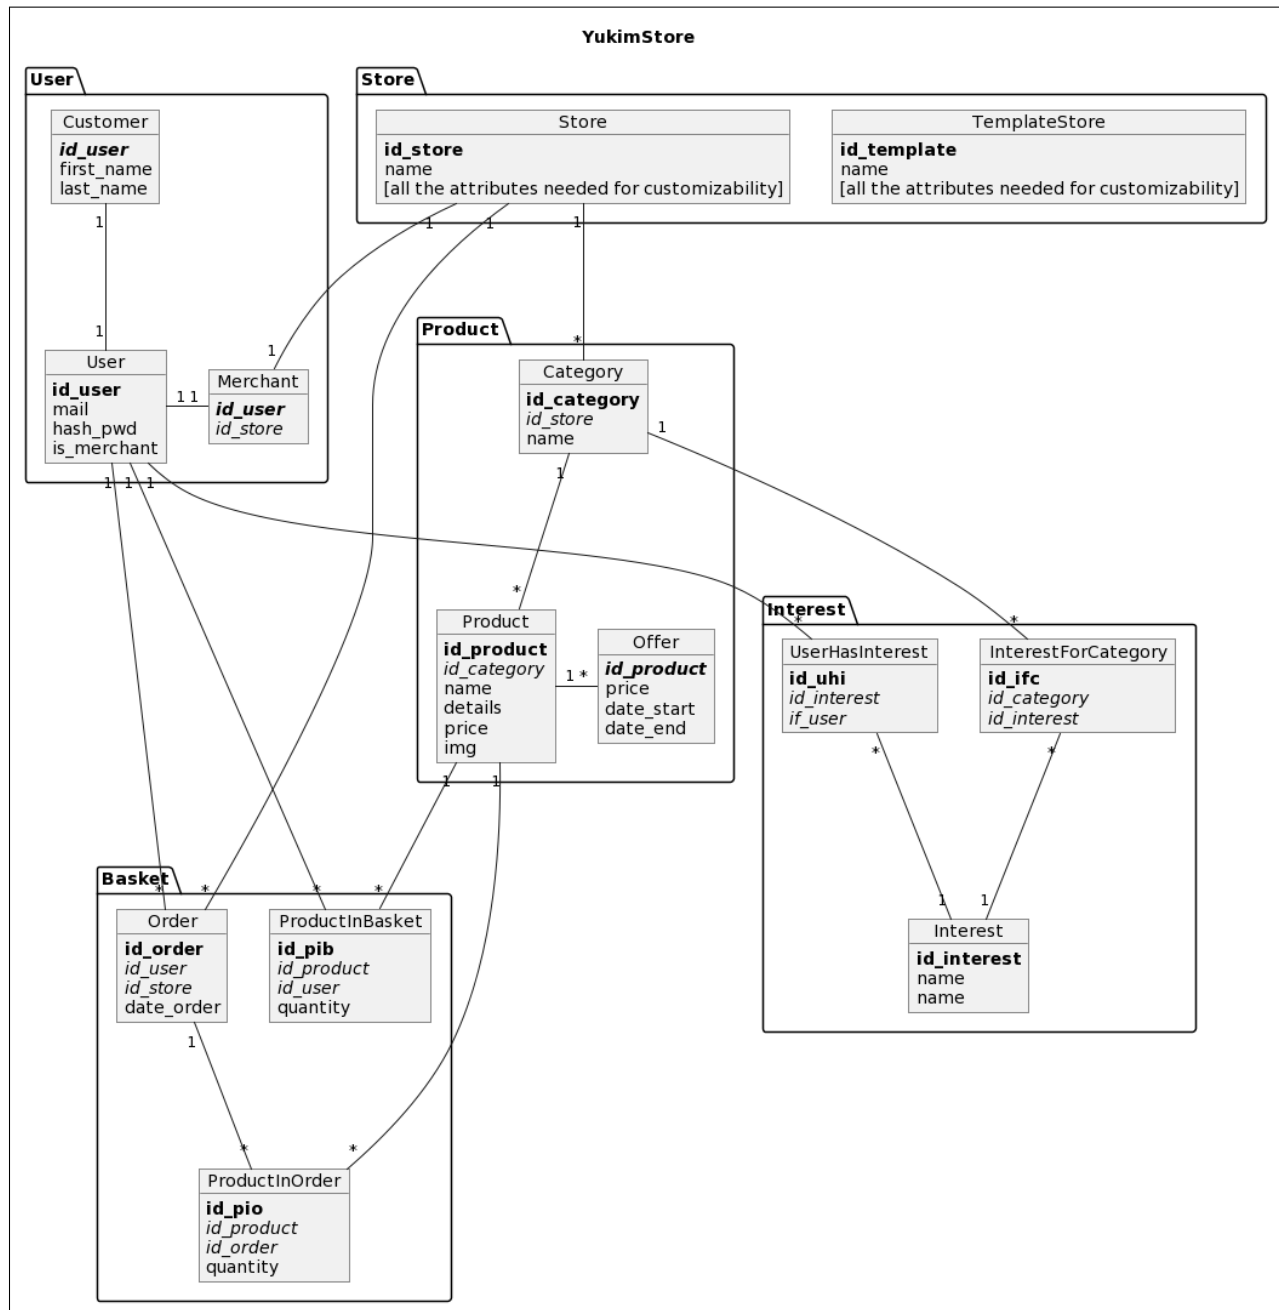 YukimStore
User
Customer
id_user
first_name
last_name
1
1
User
id_user
mail
hash_pwd
is_merchant
1 1
Merchant
id_user
id_store
1
1
1
1
Store
Store
id_store
name
[all the attributes needed for customizability]
TemplateStore
id_template
name
[all the attributes needed for customizability]
1
1
1
*
Product
Category
id_category
id_store
name
1
1
*
Product
id_product
id_category
name
details
price
img
1 *
Offer
id_product
price
date_start
date_end
1
1
Interest
*
*
UserHasInterest
id_uhi
id_interest
if_user
InterestForCategory
id_ifc
id_category
id_interest
*
*
1
1
Interest
id_interest
name
name
Basket
*
*
*
*
Order
id_order
id_user
id_store
date_order
ProductInBasket
id_pib
id_product
id_user
quantity
1
*
*
ProductInOrder
id_pio
id_product
id_order
quantity